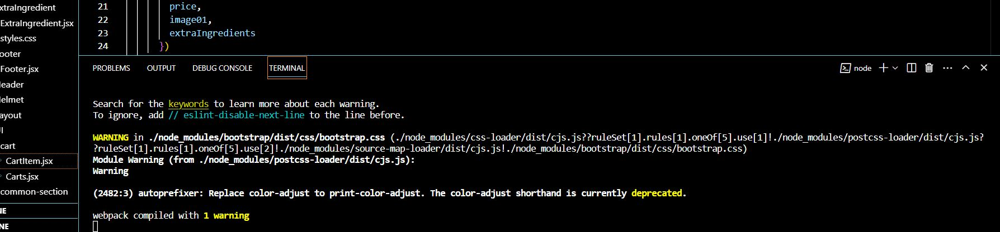 xtraIngredient
ExtraIngredient.jsx
styles.css
ooter
Footer.jsx
eader
elmet
ayout
I
cart
CartItem.jsx
Carts.jsx
common-section
NE
NE
21 price,
22 image01,
23 extraIngredients
24 })
PROBLEMS OUTPUT DEBUG CONSOLE TERMINAL node
Search for the keywords to learn more about each warning.
To ignore, add // eslint-disable-next-line to the line before.
WARNING in ./node_modules/bootstrap/dist/css/bootstrap.css (./node_modules/css-loader/dist/cjs.js??ruleSet[1].rules[1].oneOf[5].use[1]!./node_modules/postcss-loader/dist/cjs.js?
?ruleSet[1].rules[1].oneOf[5].use[2]!./node_modules/source-map-loader/dist/cjs.js!./node_modules/bootstrap/dist/css/bootstrap.css)
Module Warning (from ./node_modules/postcss-loader/dist/cjs.js):
Warning
(2482:3) autoprefixer: Replace color-adjust to print-color-adjust. The color-adjust shorthand is currently deprecated.
webpack compiled with 1 warning